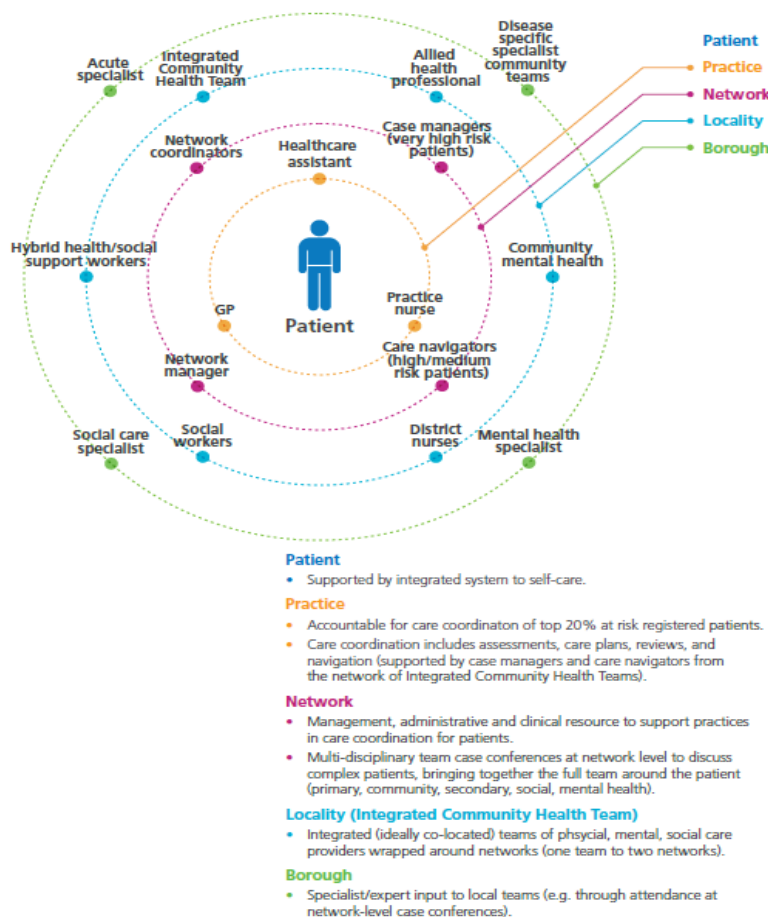 Disease
specific
specialist
community
teams
Acute
specialist
Integrated
Community
Health Team
Allied
health
professional
Patient
Practice
Network
Locality
Borough
Network
coordinators
Healthcare
assistant
Case managers
(very high risk
patients)
Hybrid health/social
support workers
Community
mental health
GP
Patient
Practice
nurse
Network
manager
Care navigators
(high/medium
risk patients)
Social care
specialist
Social
workers
District
nurses
Mental health
specialist
Patient
• Supported by integrated system to self-care.
Practice
• Accountable for care coordinaton of top 20% at risk registered patients.
• Care coordination includes assessments, care plans, reviews, and
navigation (supported by case managers and care navigators from
the network of Integrated Community Health Teams).
Network
• Management, administrative and clinical resource to support practices
in care coordination for patients.
• Multi-disciplinary team case conferences at network level to discuss
complex patients, bringing together the full team around the patient
(primary, community, secondary, social, mental health).
Locality (Integrated Community Health Team)
• Integrated (ideally co-located) teams of phsycial, mental, social care
providers wrapped around networks (one team to two networks).
Borough
• Specialist/expert input to local teams (e.g. through attendance at
network-level case conferences).